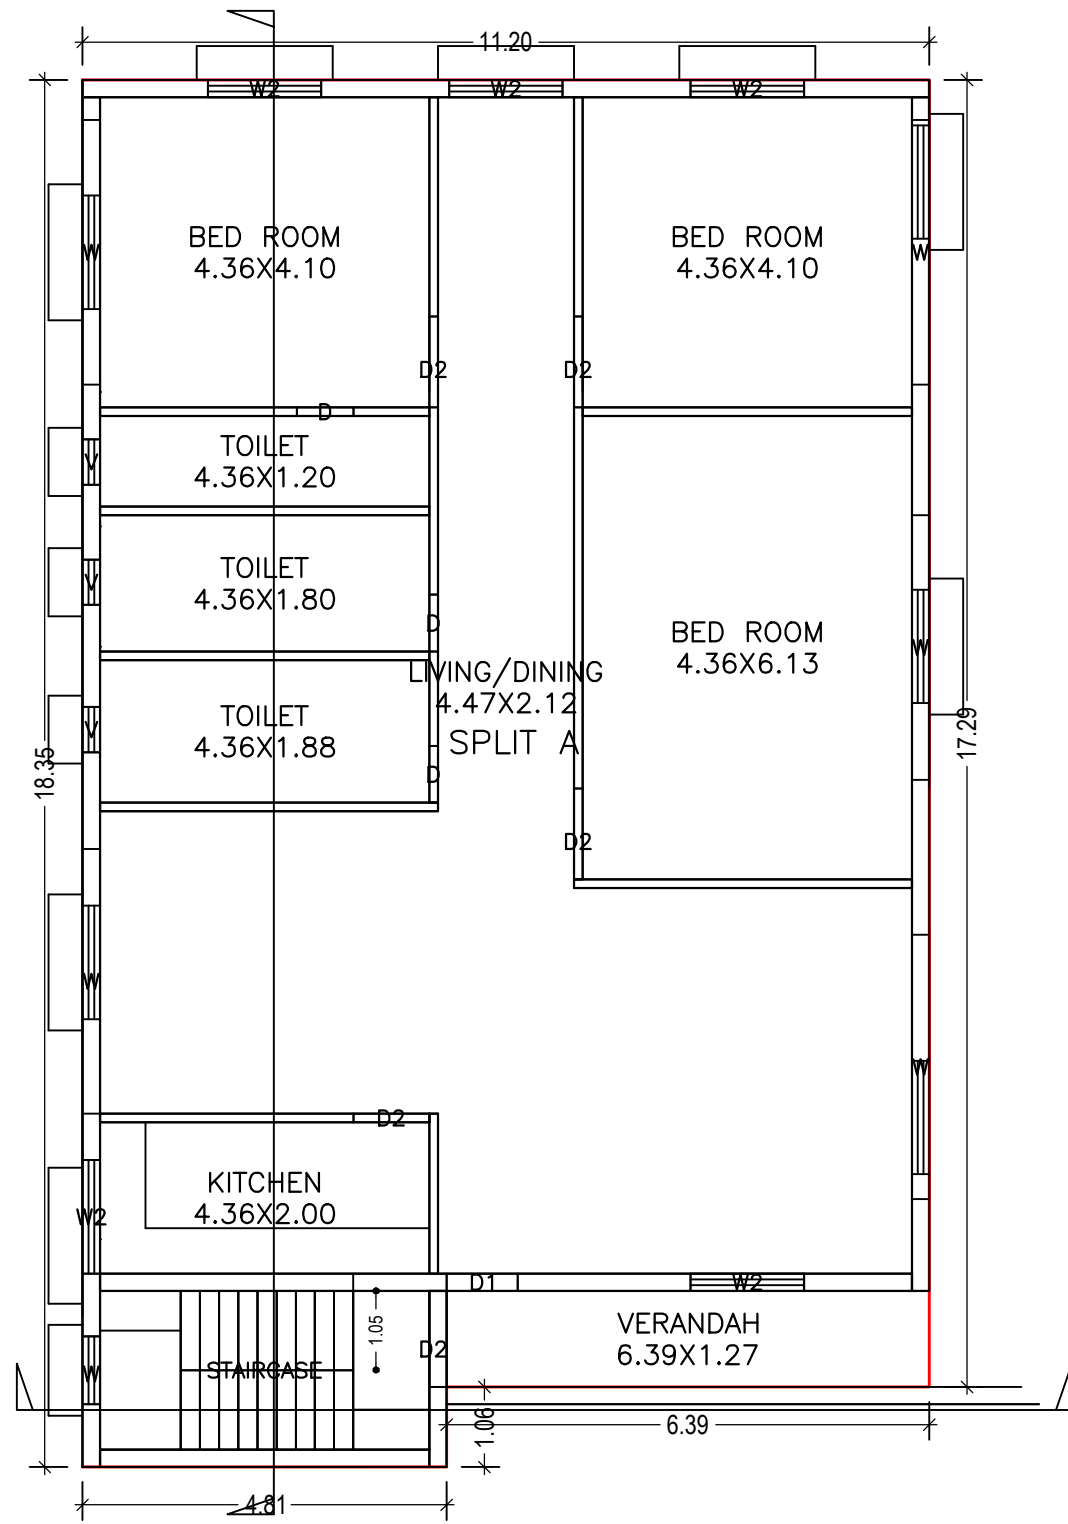 11.20
W2
W2
W2
BED ROOM
4.36X4.10
BED ROOM
4.36X4.10
W
W
D2
D2
D
TOILET
4.36X1.20
V
TOILET
4.36X1.80
V
D
BED ROOM
4.36X6.13
W
LIVING/DINING
4.47X2.12
SPLIT A
TOILET
4.36X1.88
V
D
18.35
17.29
D2
W
W
D2
KITCHEN
4.36X2.00
W2
D1
W2
VERANDAH
6.39X1.27
1.05
D2
STAIRCASE
W
1.06
6.39
4.81